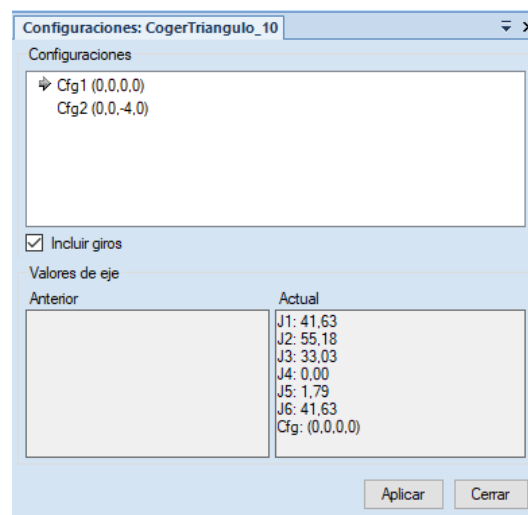 Configuraciones: CogerTriangulo_10
Configuraciones
Cfg1 (0,0,0,0)
Cfg2 (0,0,-4,0)
Incluir giros
Valores de eje
Anterior
Actual
J1: 41,63
J2: 55,18
J3: 33,03
J4: 0,00
J5: 1,79
J6: 41,63
Cfg: (0,0,0,0)
Aplicar
Cerrar